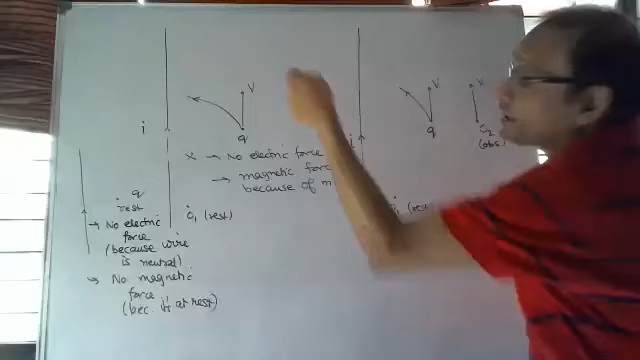 i
V
q
X → No electric force
→ magnetic force
because of m
O1 (rest)
q
rest
→ No electric
force
(because wire
is neutral)
→ No magnetic
force
(bec. it is at rest)
V
q
V
O2
(obs.
i